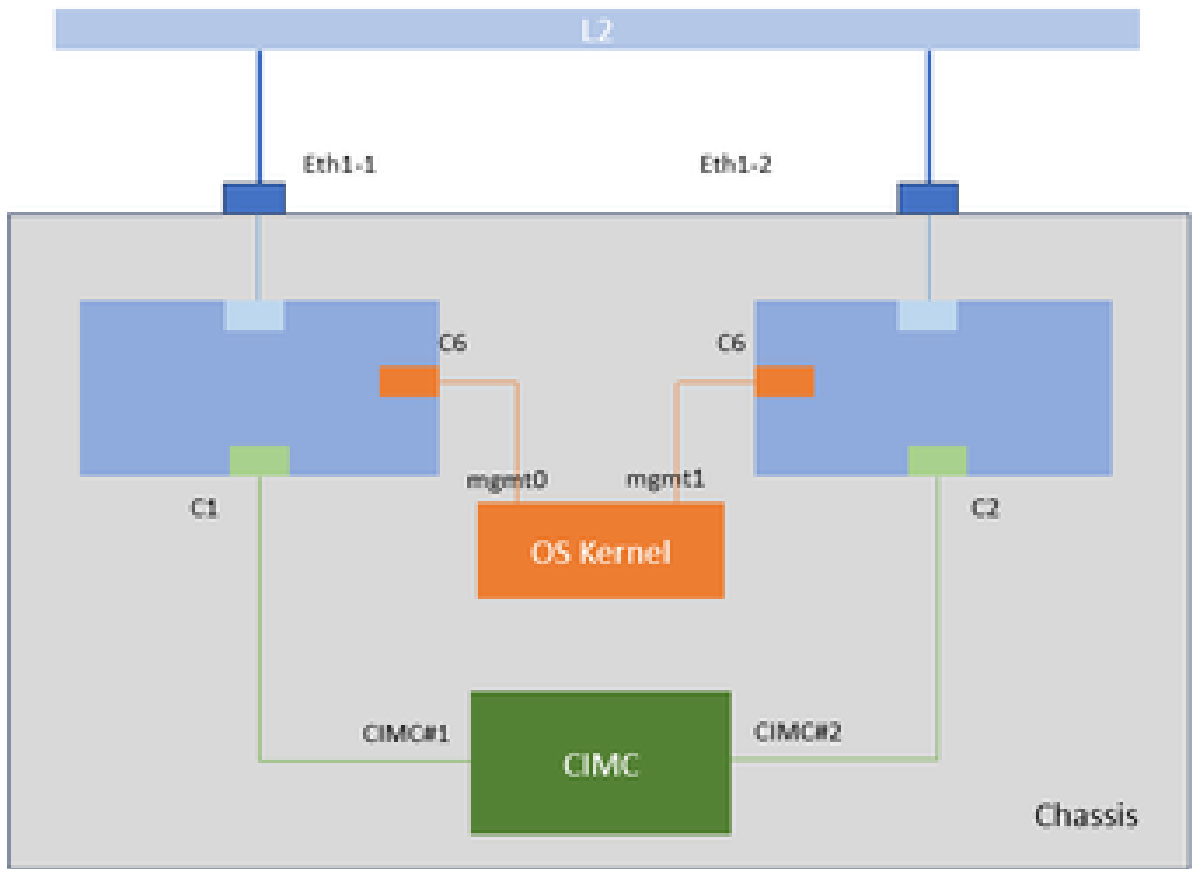 L2
Eth1-1
Eth1-2
C6
C6
mgmt0
mgmt1
C1
C2
OS Kernel
CIMC#1
CIMC#2
CIMC
Chassis